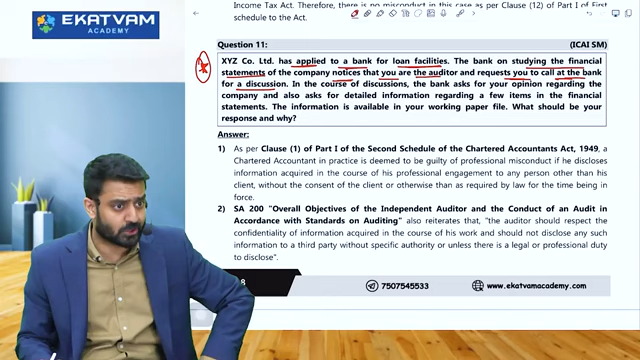 EKATVAM
ACADEMY
Income Tax Act. Therefore, there is no misconduct in this case as per Clause (12) of Part I of First
schedule to the Act.
Question 11: (ICAI SM)
XYZ Co. Ltd. has applied to a bank for loan facilities. The bank on studying the financial
statements of the company notices that you are the auditor and requests you to call at the bank
for a discussion. In the course of discussions, the bank asks for your opinion regarding the
company and also asks for detailed information regarding a few items in the financial
statements. The information is available in your working paper file. What should be your
response and why?
Answer:
1) As per Clause (1) of Part I of the Second Schedule of the Chartered Accountants Act, 1949, a
Chartered Accountant in practice is deemed to be guilty of professional misconduct if he discloses
information acquired in the course of his professional engagement to any person other than his
client, without the consent of the client or otherwise than as required by law for the time being in
force.
2) SA 200 "Overall Objectives of the Independent Auditor and the Conduct of an Audit in
Accordance with Standards on Auditing" also reiterates that, "the auditor should respect the
confidentiality of information acquired in the course of his work and should not disclose any such
information to a third party without specific authority or unless there is a legal or professional duty
to disclose".
8 7507545533 www.ekatvamacademy.com